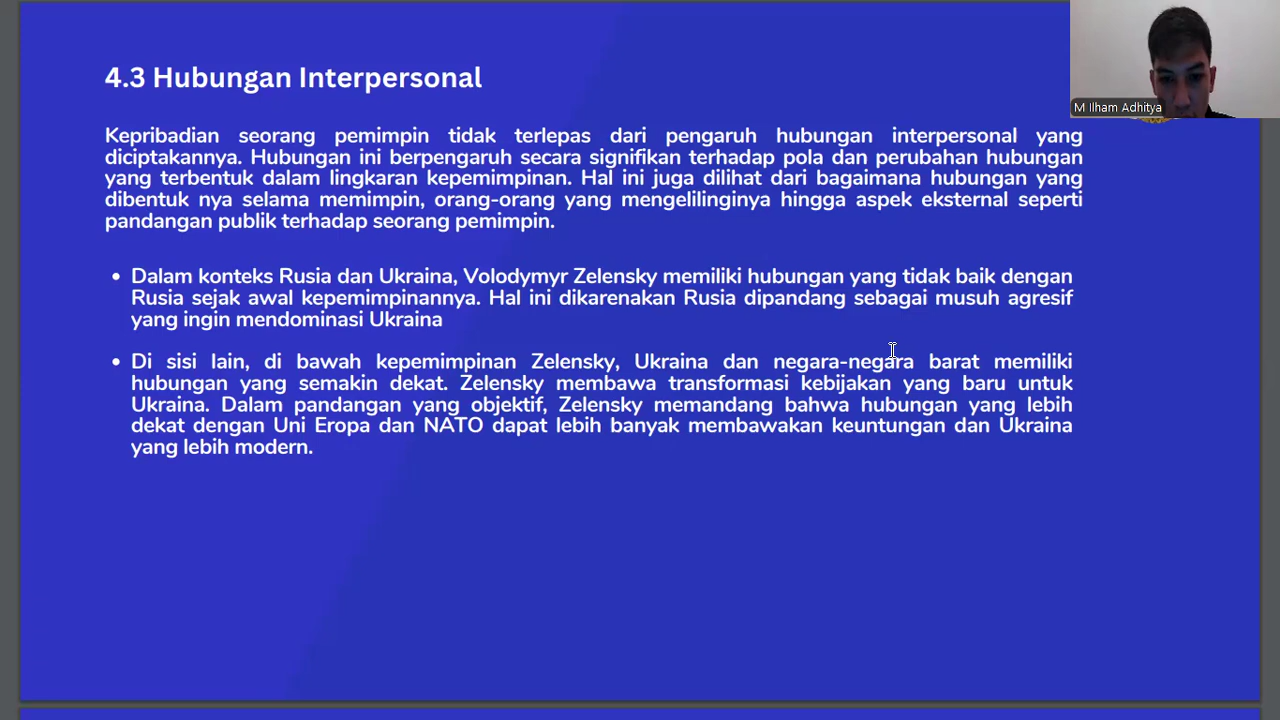 4.3 Hubungan Interpersonal
M Ilham Adhitya
Kepribadian seorang pemimpin tidak terlepas dari pengaruh hubungan interpersonal yang
diciptakannya. Hubungan ini berpengaruh secara signifikan terhadap pola dan perubahan hubungan
yang terbentuk dalam lingkaran kepemimpinan. Hal ini juga dilihat dari bagaimana hubungan yang
dibentuk nya selama memimpin, orang-orang yang mengelilinginya hingga aspek eksternal seperti
pandangan publik terhadap seorang pemimpin.
• Dalam konteks Rusia dan Ukraina, Volodymyr Zelensky memiliki hubungan yang tidak baik dengan
Rusia sejak awal kepemimpinannya. Hal ini dikarenakan Rusia dipandang sebagai musuh agresif
yang ingin mendominasi Ukraina
• Di sisi lain, di bawah kepemimpinan Zelensky, Ukraina dan negara-negara barat memiliki
hubungan yang semakin dekat. Zelensky membawa transformasi kebijakan yang baru untuk
Ukraina. Dalam pandangan yang objektif, Zelensky memandang bahwa hubungan yang lebih
dekat dengan Uni Eropa dan NATO dapat lebih banyak membawakan keuntungan dan Ukraina
yang lebih modern.